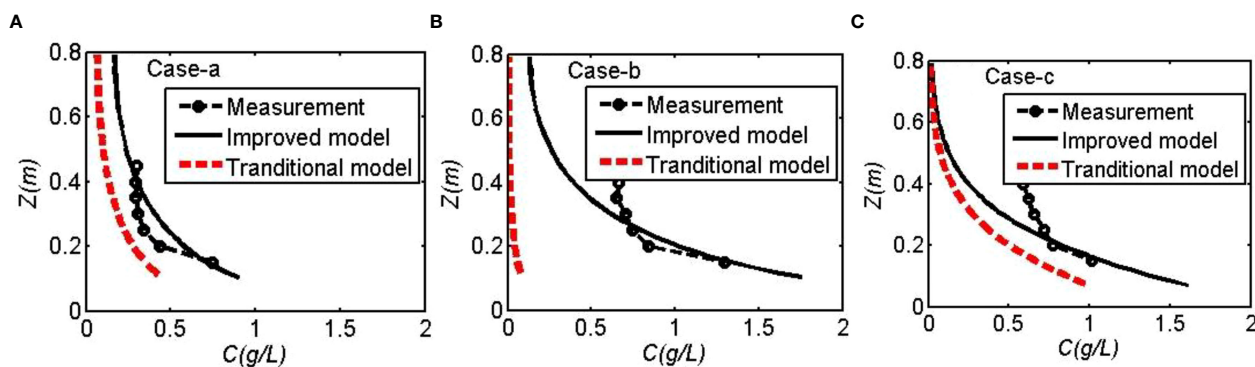 A
0.8
0.6
0.4
0.2
0
Z(m)
Case-a
Measurement
Improved model
Tranditional model
0
0.5
1
1.5
2
C(g/L)
B
0.8
0.6
0.4
0.2
0
Z(m)
Case-b
Measurement
Improved model
Tranditional model
0
0.5
1
1.5
2
C(g/L)
C
0.8
0.6
0.4
0.2
0
Z(m)
Case-c
Measurement
Improved model
Tranditional model
0
0.5
1
1.5
2
C(g/L)